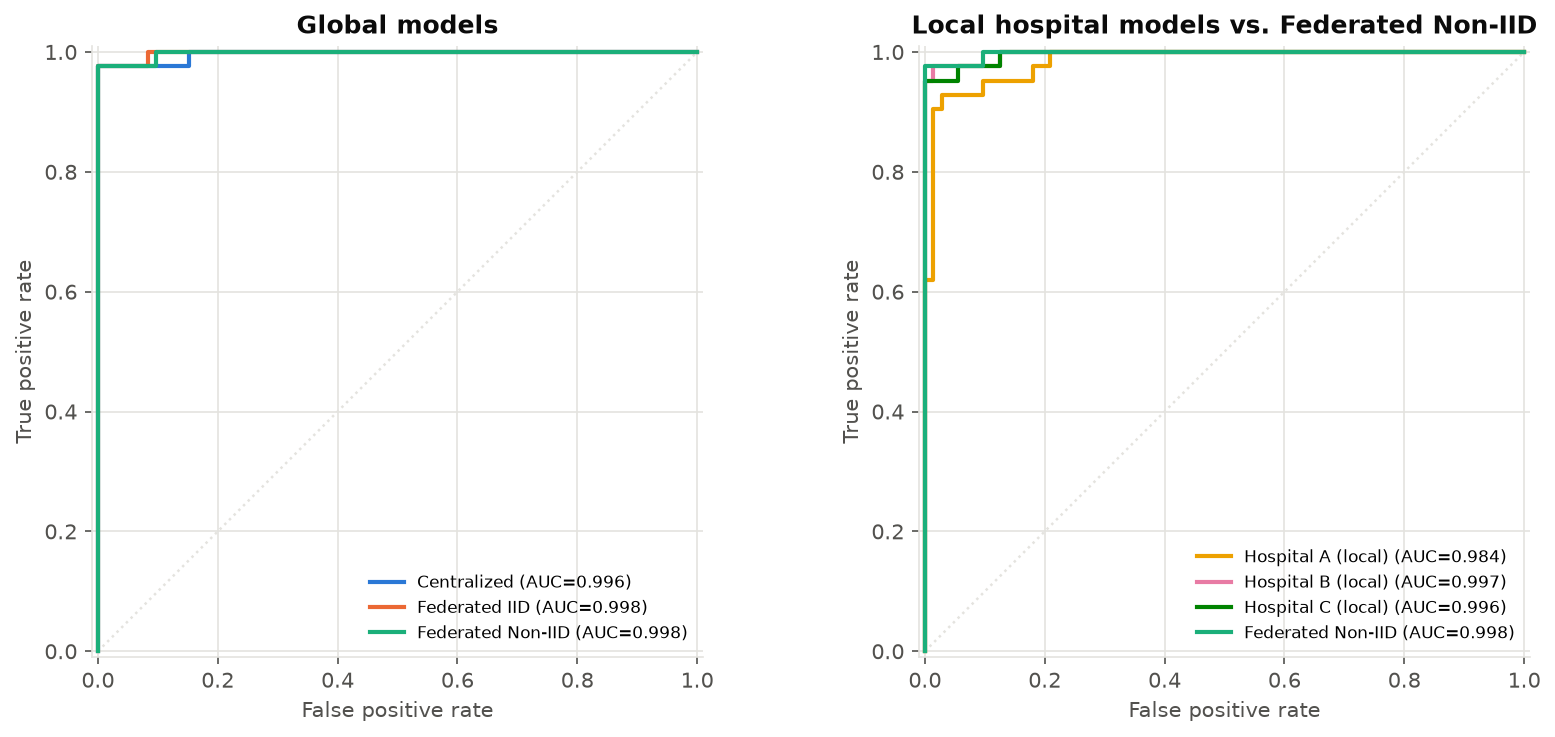 Global models
1.0
0.8
0.6
0.4
0.2
0.0
True positive rate
Centralized (AUC=0.996)
Federated IID (AUC=0.998)
Federated Non-IID (AUC=0.998)
0.0 0.2 0.4 0.6 0.8 1.0
False positive rate
Local hospital models vs. Federated Non-IID
1.0
0.8
0.6
0.4
0.2
0.0
True positive rate
Hospital A (local) (AUC=0.984)
Hospital B (local) (AUC=0.997)
Hospital C (local) (AUC=0.996)
Federated Non-IID (AUC=0.998)
0.0 0.2 0.4 0.6 0.8 1.0
False positive rate